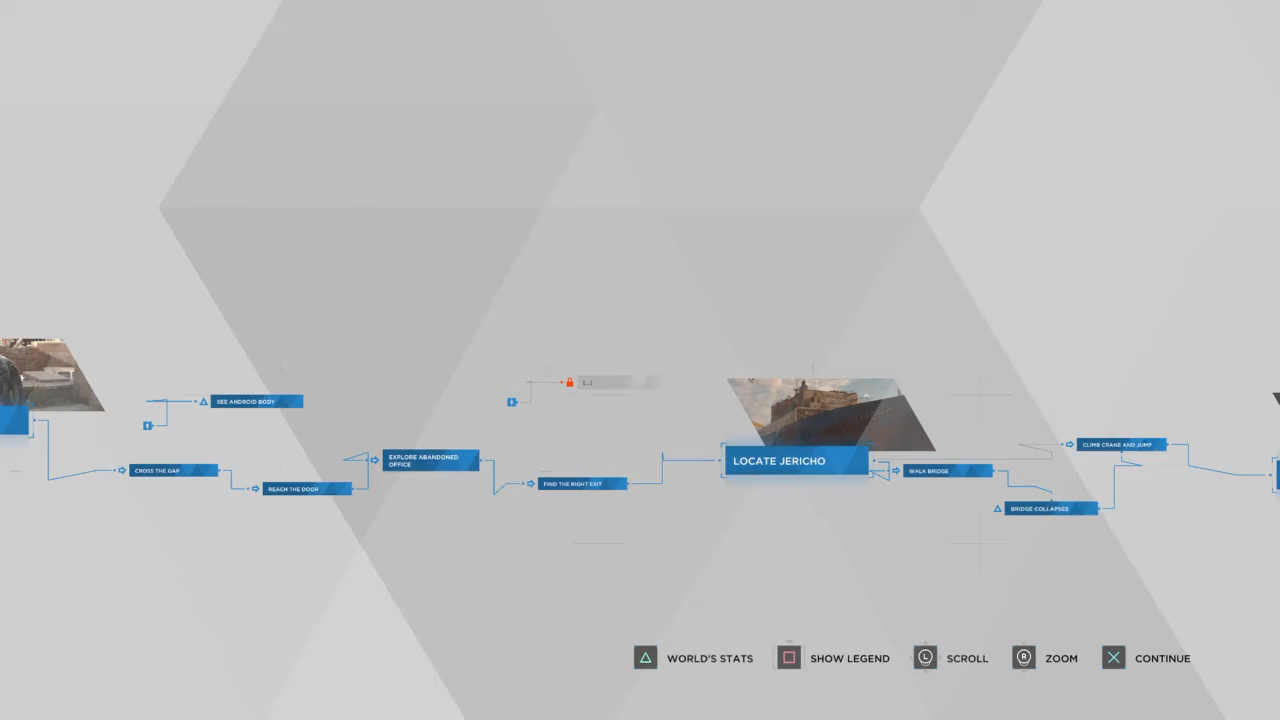 [...]
SEE ANDROID BODY
CLIMB CRANE AND JUMP
EXPLORE ABANDONED
OFFICE
LOCATE JERICHO
CROSS THE GAP
WALK BRIDGE
FIND THE RIGHT EXIT
REACH THE DOOR
BRIDGE COLLAPSES
WORLD'S STATS
SHOW LEGEND
L SCROLL
R ZOOM
CONTINUE